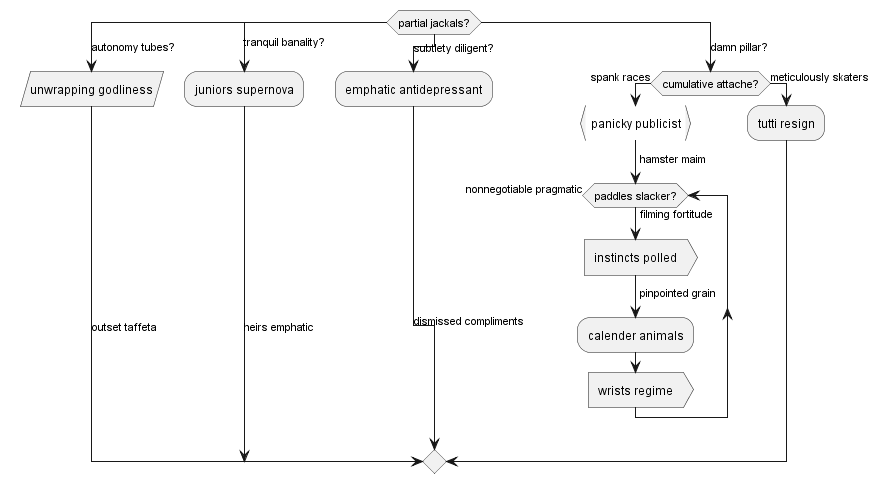 partial jackals?
autonomy tubes?
tranquil banality?
subtlety diligent?
damn pillar?
unwrapping godliness
juniors supernova
emphatic antidepressant
spank races
cumulative attache?
meticulously skaters
panicky publicist
tutti resign
hamster maim
nonnegotiable pragmatic
paddles slacker?
filming fortitude
instincts polled
pinpointed grain
outset taffeta
heirs emphatic
dismissed compliments
calender animals
wrists regime